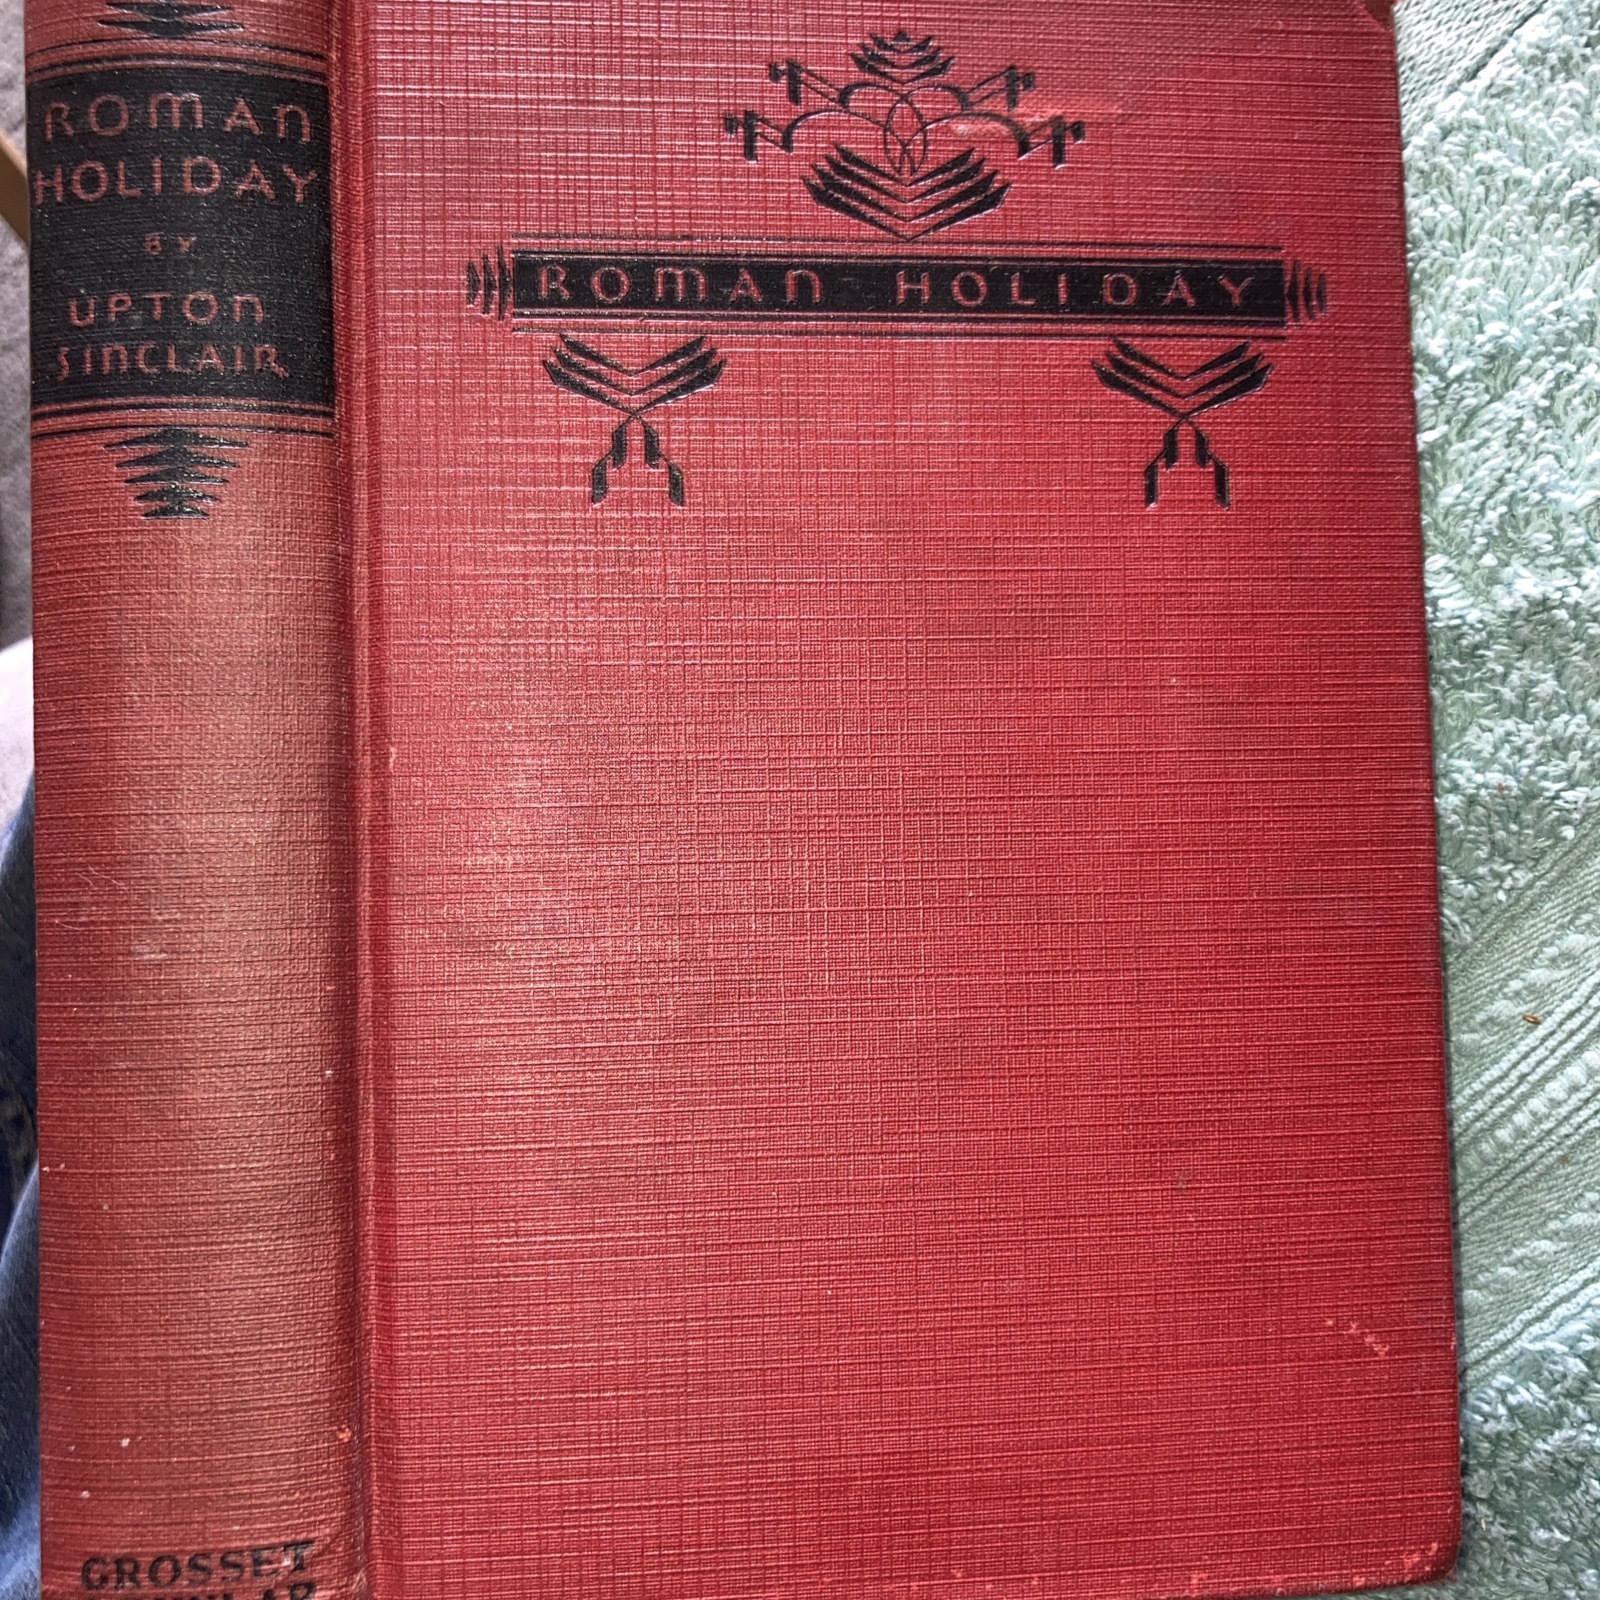 ROMAN
HOLIDAY
BY
UPTON
SINCLAIR
GROSSET
ROMAN HOLIDAY